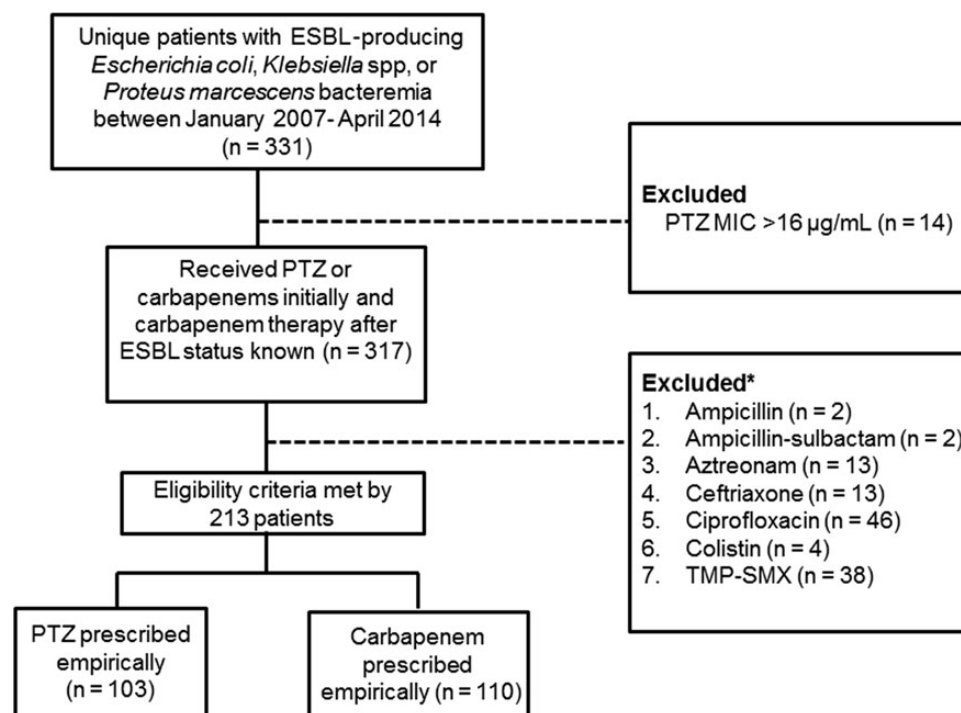 Unique patients with ESBL-producing
Escherichia coli, Klebsiella spp, or
Proteus marcescens bacteremia
between January 2007- April 2014
(n = 331)
Excluded
PTZ MIC >16 µg/mL (n = 14)
Received PTZ or
carbapenems initially and
carbapenem therapy after
ESBL status known (n = 317)
Excluded*
1. Ampicillin (n = 2)
2. Ampicillin-sulbactam (n = 2)
3. Aztreonam (n = 13)
4. Ceftriaxone (n = 13)
5. Ciprofloxacin (n = 46)
6. Colistin (n = 4)
7. TMP-SMX (n = 38)
Eligibility criteria met by
213 patients
PTZ prescribed
empirically
(n = 103)
Carbapenem
prescribed
empirically (n = 110)